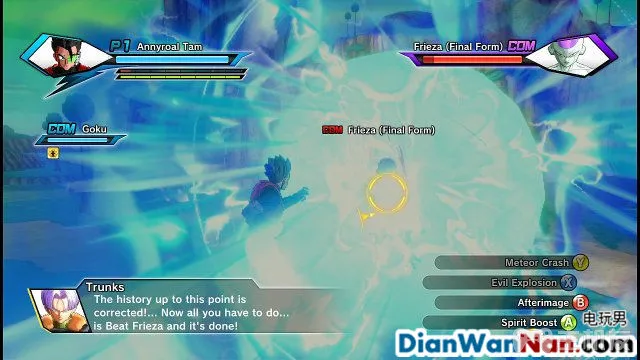 P1 Annyroal Tam
Frieza (Final Form) COM
COM Goku
COM Frieza (Final Form)
Meteor Crash Y
Evil Explosion X
Afterimage B
Spirit Boost A
Trunks
The history up to this point is
corrected!... Now all you have to do...
is Beat Frieza and it's done!
电玩男
DianWanNan.com